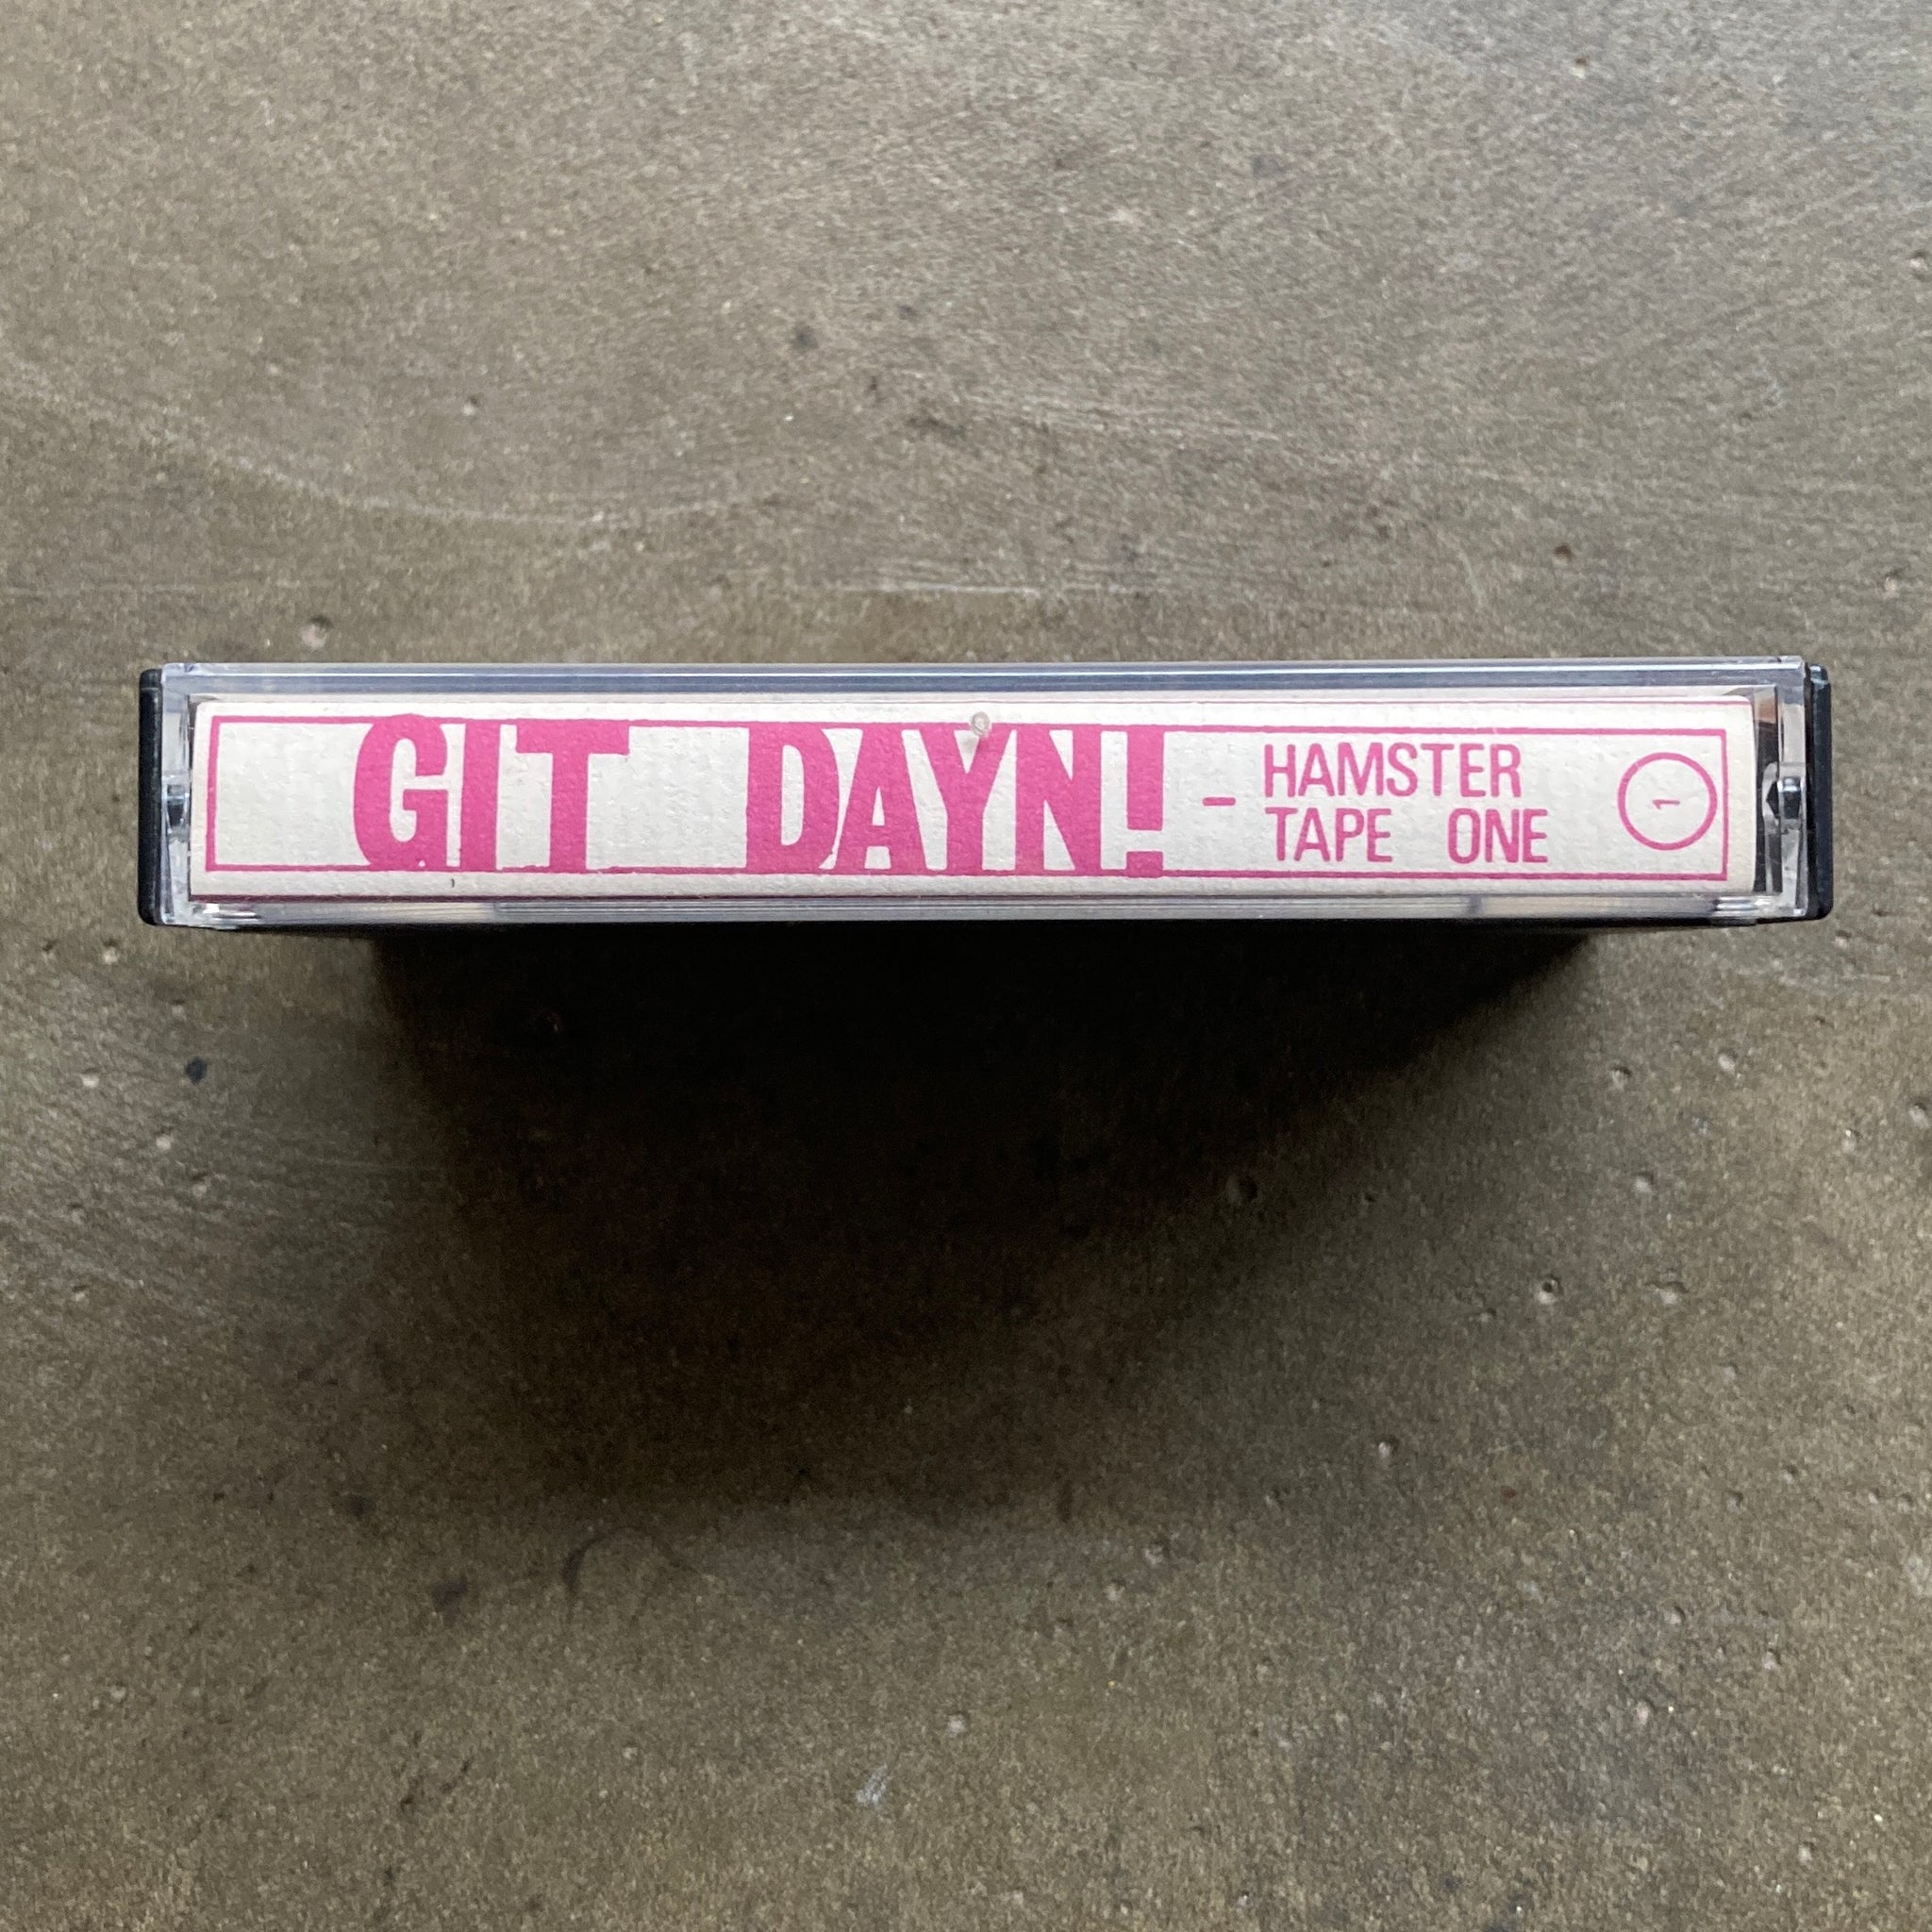 GIT DAYN! - HAMSTER
TAPE ONE
1